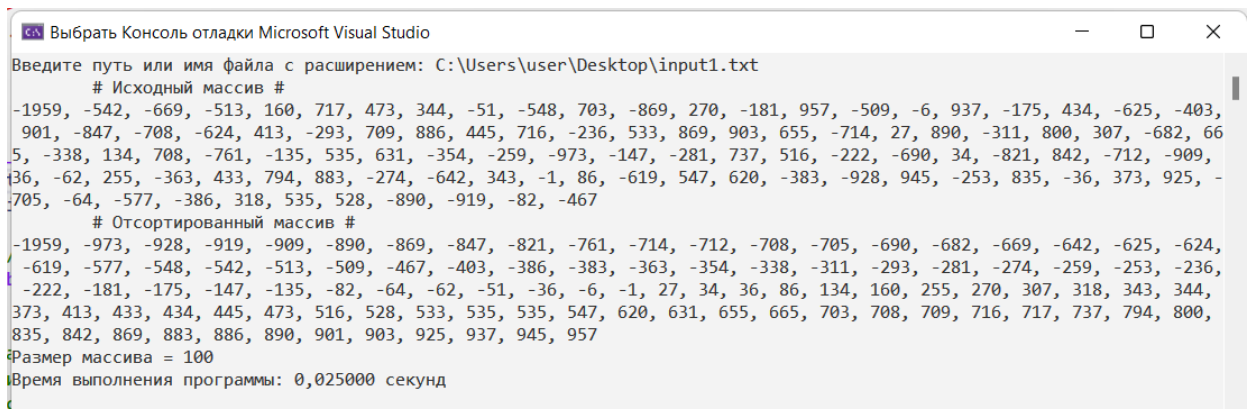 Выбрать Консоль отладки Microsoft Visual Studio
Введите путь или имя файла с расширением: C:\Users\user\Desktop\input1.txt
# Исходный массив #
-1959, -542, -669, -513, 160, 717, 473, 344, -51, -548, 703, -869, 270, -181, 957, -509, -6, 937, -175, 434, -625, -403,
901, -847, -708, -624, 413, -293, 709, 886, 445, 716, -236, 533, 869, 903, 655, -714, 27, 890, -311, 800, 307, -682, 66
5, -338, 134, 708, -761, -135, 535, 631, -354, -259, -973, -147, -281, 737, 516, -222, -690, 34, -821, 842, -712, -909,
36, -62, 255, -363, 433, 794, 883, -274, -642, 343, -1, 86, -619, 547, 620, -383, -928, 945, -253, 835, -36, 373, 925, -
705, -64, -577, -386, 318, 535, 528, -890, -919, -82, -467
# Отсортированный массив #
-1959, -973, -928, -919, -909, -890, -869, -847, -821, -761, -714, -712, -708, -705, -690, -682, -669, -642, -625, -624,
-619, -577, -548, -542, -513, -509, -467, -403, -386, -383, -363, -354, -338, -311, -293, -281, -274, -259, -253, -236,
-222, -181, -175, -147, -135, -82, -64, -62, -51, -36, -6, -1, 27, 34, 36, 86, 134, 160, 255, 270, 307, 318, 343, 344,
373, 413, 433, 434, 445, 473, 516, 528, 533, 535, 535, 547, 620, 631, 655, 665, 703, 708, 709, 716, 717, 737, 794, 800,
835, 842, 869, 883, 886, 890, 901, 903, 925, 937, 945, 957
Размер массива = 100
Время выполнения программы: 0,025000 секунд